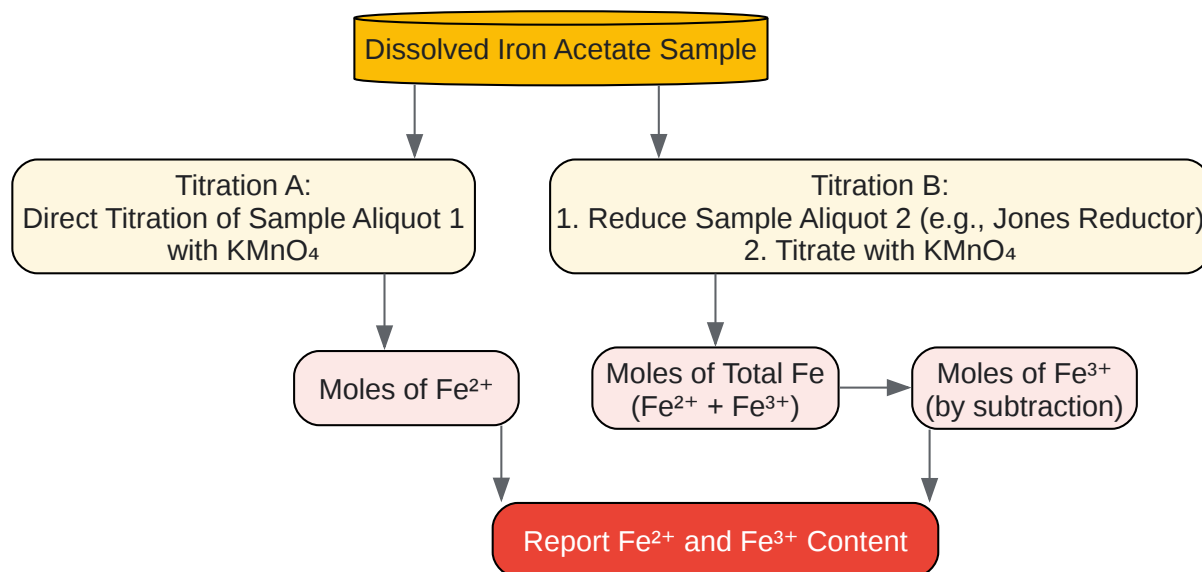 Dissolved Iron Acetate Sample
Titration A:
Direct Titration of Sample Aliquot 1
with KMnO₄
Titration B:
1. Reduce Sample Aliquot 2 (e.g., Jones Reductor)
2. Titrate with KMnO₄
Moles of Fe²⁺
Moles of Total Fe
(Fe²⁺ + Fe³⁺)
Moles of Fe³⁺
(by subtraction)
Report Fe²⁺ and Fe³⁺ Content